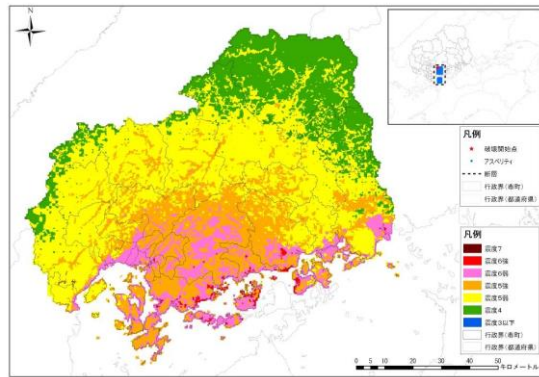 N
凡例
破壊開始点
アスペリティ
断層
行政界(市町)
行政界(都道府県)
凡例
震度7
震度6強
震度6弱
震度5強
震度5弱
震度4
震度3以下
行政界(市町)
行政界(都道府県)
0 5 10 20 30 40 50
キロメートル